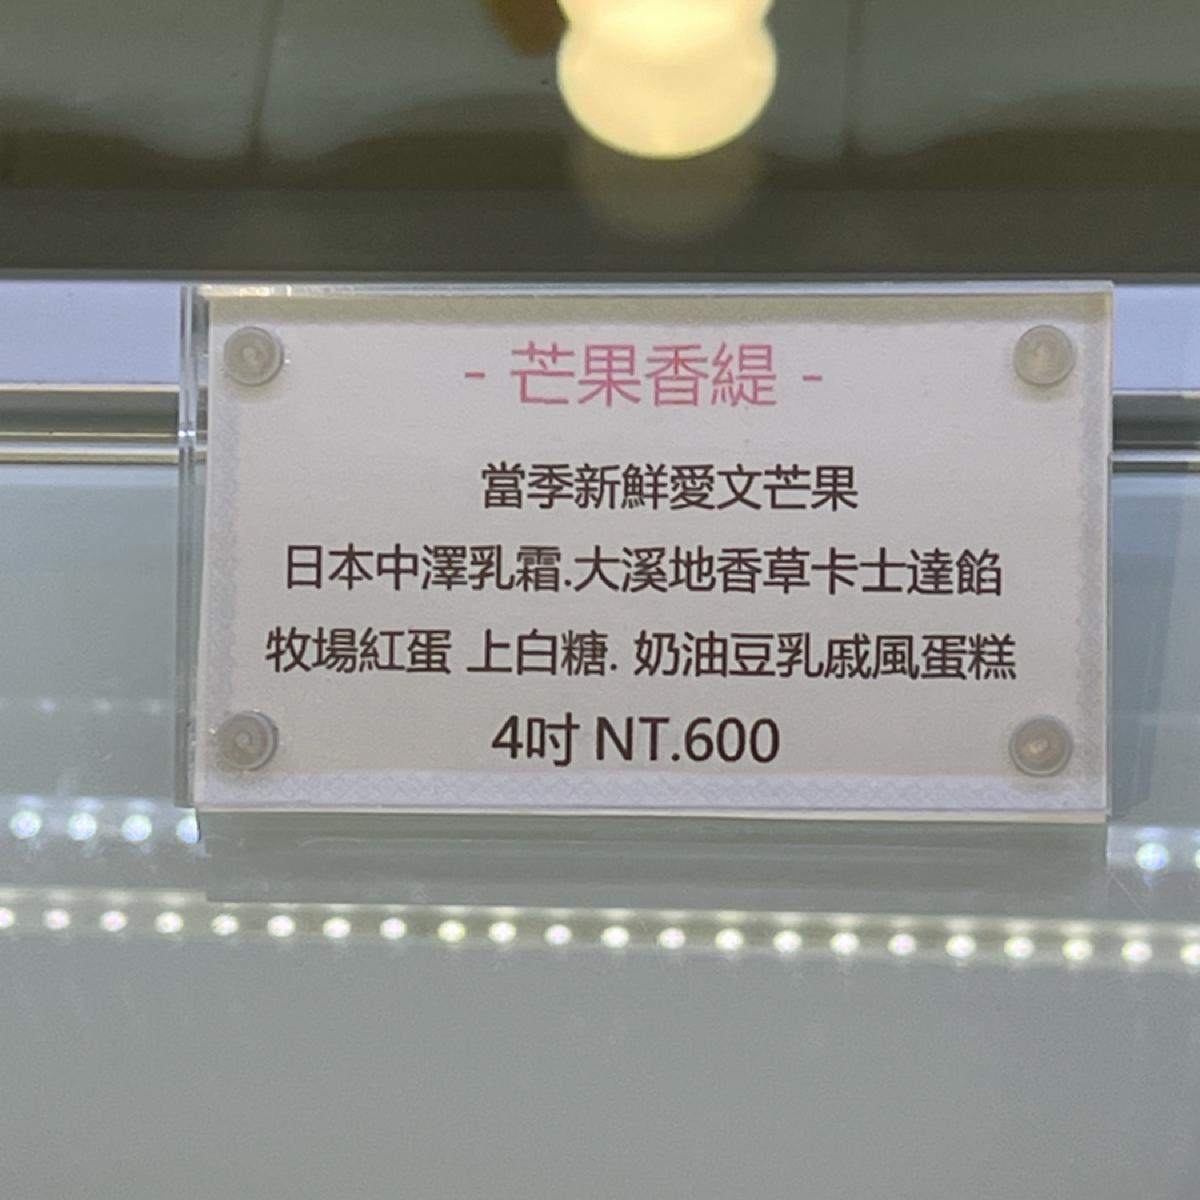 - 芒果香緹 -
當季新鮮愛文芒果
日本中澤乳霜.大溪地香草卡士達餡
牧場紅蛋 上白糖. 奶油豆乳戚風蛋糕
4吋 NT.600